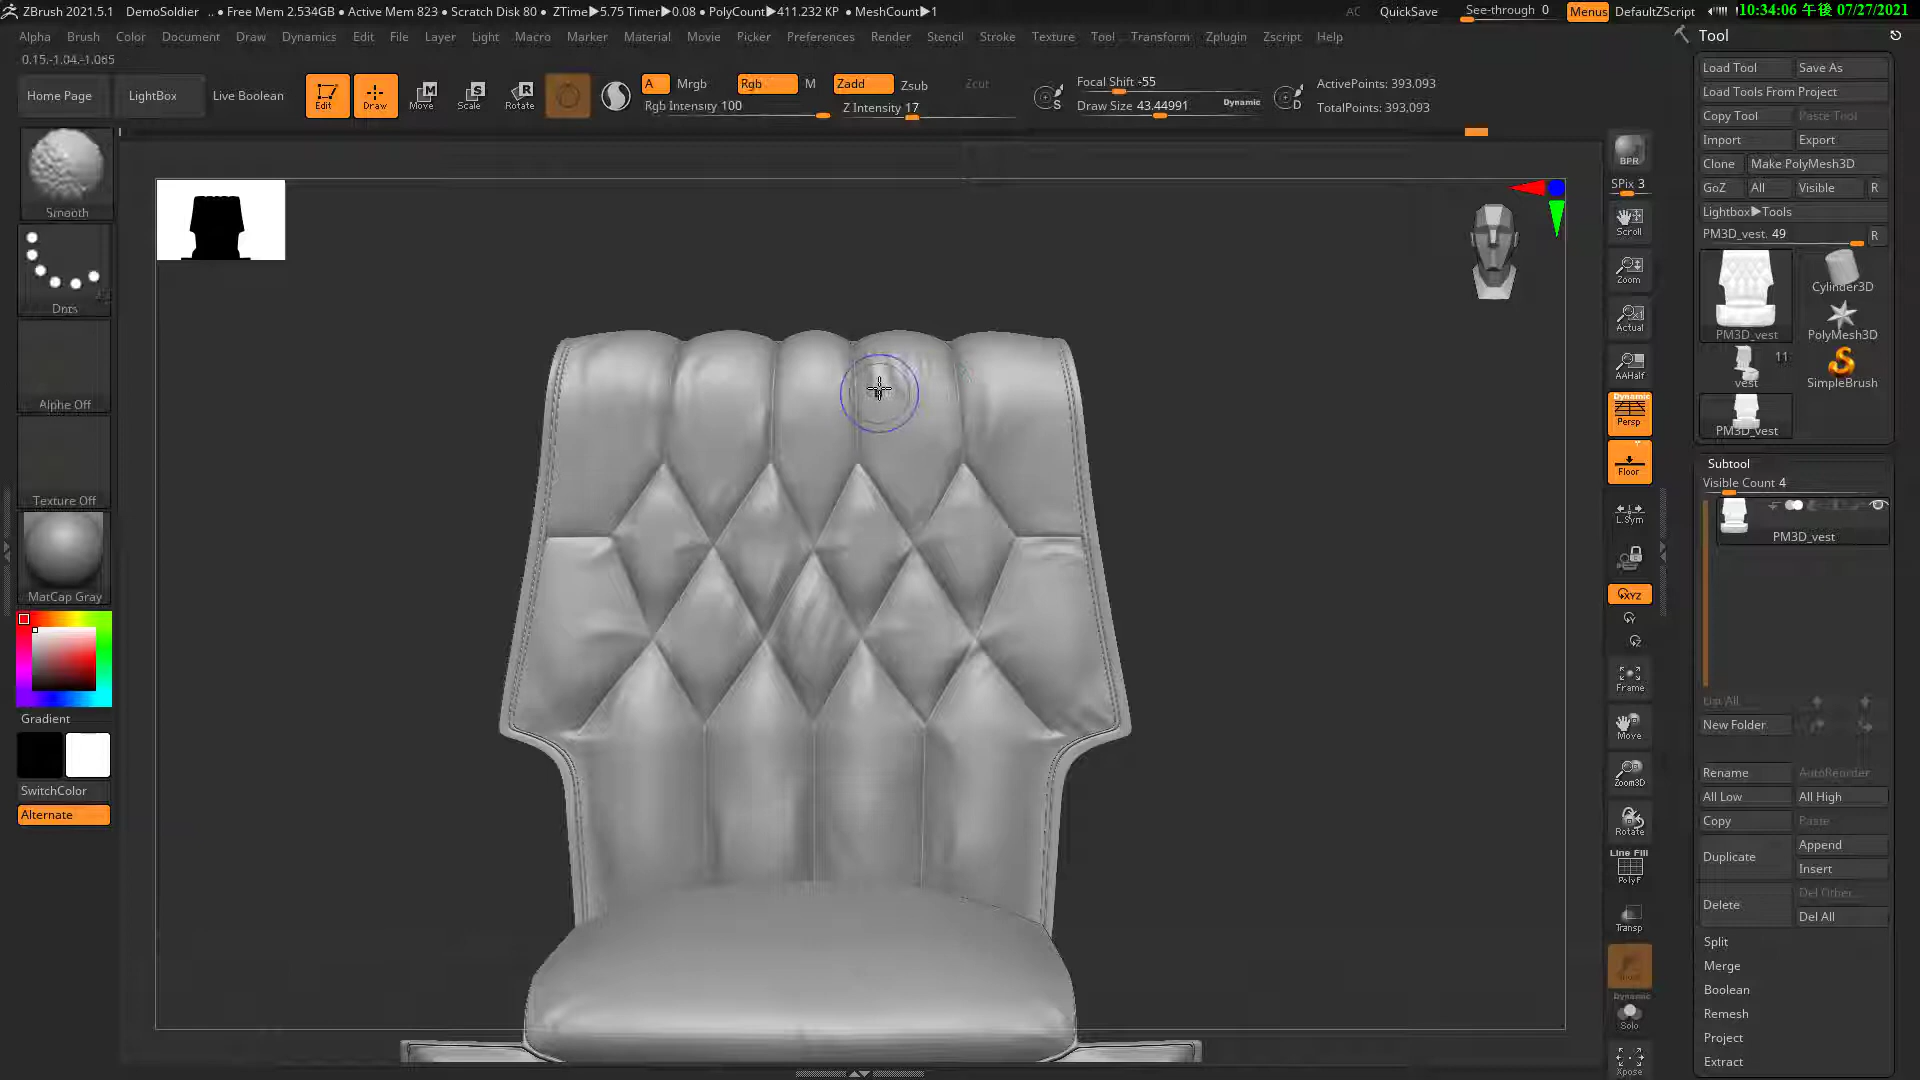 ZBrush 2021.5.1 DemoSoldier .. ● Free Mem 2.534GB ● Active Mem 823 ● Scratch Disk 80 ● ZTime▶5.75 Timer▶0.08 ● PolyCount▶411.232 KP ● MeshCount▶1 AC QuickSave See-through 0 Menus DefaultZScript 10:34:06 午後 07/27/2021
Alpha Brush Color Document Draw Dynamics Edit File Layer Light Macro Marker Material Movie Picker Preferences Render Stencil Stroke Texture Tool Transform Zplugin Zscript Help
0.15.-1.04.-1.065
Home Page LightBox Live Boolean Edit Draw Move Scale Rotate
A Mrgb Rgb M Zadd Zsub Zcut
Rgb Intensity 100 Z Intensity 17
Focal Shift -55
Draw Size 43.44991 Dynamic
ActivePoints: 393,093
TotalPoints: 393,093
Smooth
Dots
Alpha Off
Texture Off
MatCap Gray
Gradient
SwitchColor
Alternate
BPR
SPix 3
Scroll
Zoom
Actual
AAHalf
Dynamic
Persp
Floor
L.Sym
XYZ
Frame
Move
Zoom3D
Rotate
Line Fill
PolyF
Transp
Dynamic
Solo
Xpose
Tool
Load Tool Save As
Load Tools From Project
Copy Tool Paste Tool
Import Export
Clone Make PolyMesh3D
GoZ All Visible R
Lightbox▶Tools
PM3D_vest. 49 R
PM3D_vest Cylinder3D
PolyMesh3D
vest 11 SimpleBrush
PM3D_vest
Subtool
Visible Count 4
PM3D_vest
List All
New Folder
Rename AutoReorder
All Low All High
Copy Paste
Duplicate Append
Insert
Delete Del Other
Del All
Split
Merge
Boolean
Remesh
Project
Extract